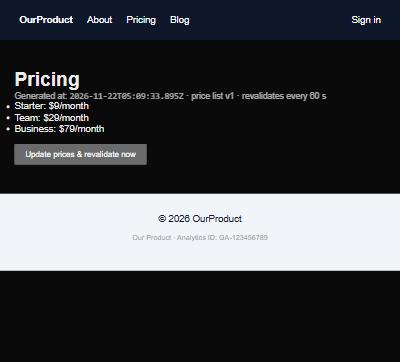 OurProduct About Pricing Blog Sign in
Pricing
Generated at: 2026-11-22T05:09:33.895Z · price list v1 · revalidates every 60 s
Starter: $9/month
Team: $29/month
Business: $79/month
Update prices & revalidate now
© 2026 OurProduct
Our Product · Analytics ID: GA-123456789